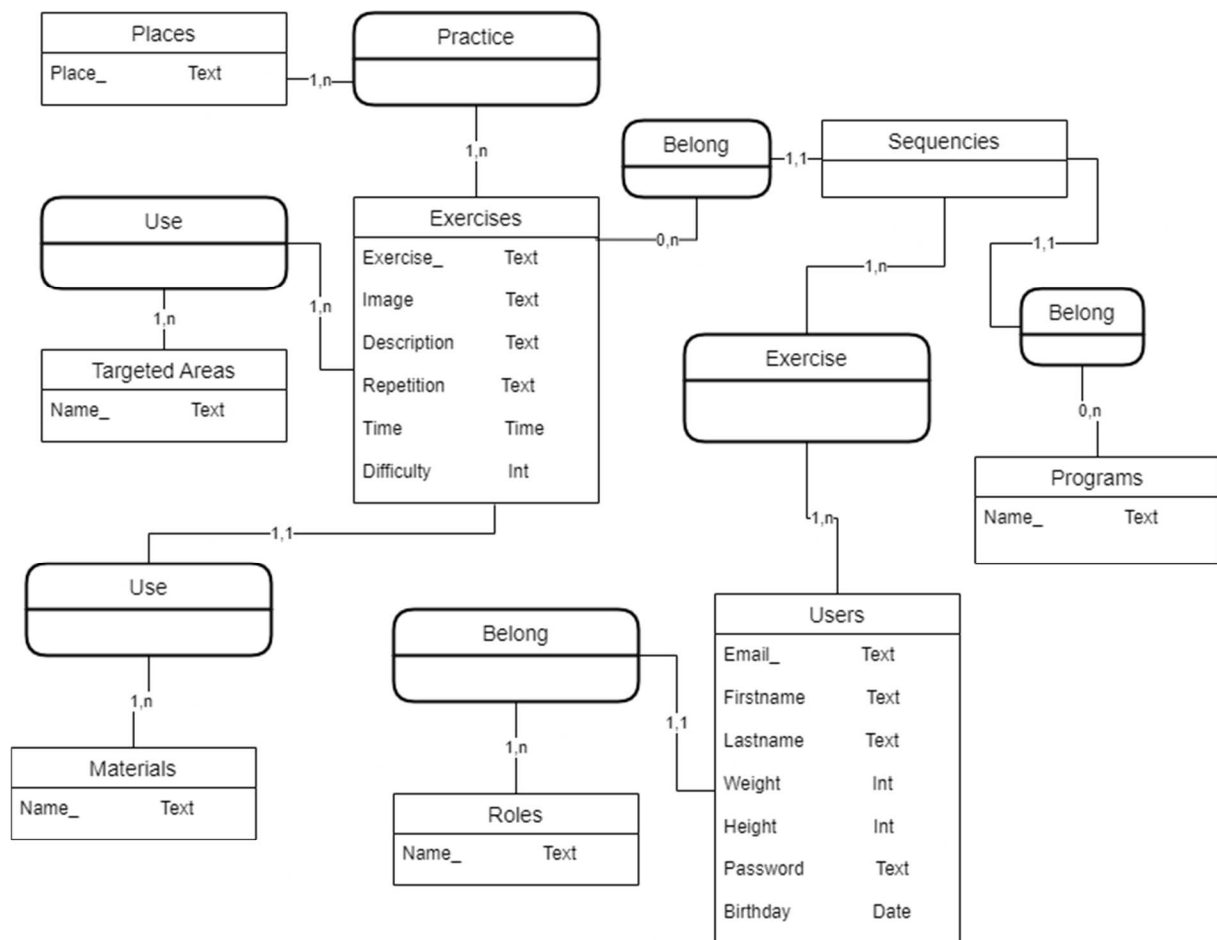 Places
Place_ Text
1,n
Practice
1,n
Belong
1,1
Sequencies
0,n
1,1
1,n
Use
1,n
1,n
Targeted Areas
Name_ Text
Exercises
Exercise_ Text
Image Text
Description Text
Repetition Text
Time Time
Difficulty Int
Exercise
1,n
Belong
0,n
Programs
Name_ Text
1,1
Use
1,n
Materials
Name_ Text
Belong
1,1
1,n
Roles
Name_ Text
Users
Email_ Text
Firstname Text
Lastname Text
Weight Int
Height Int
Password Text
Birthday Date